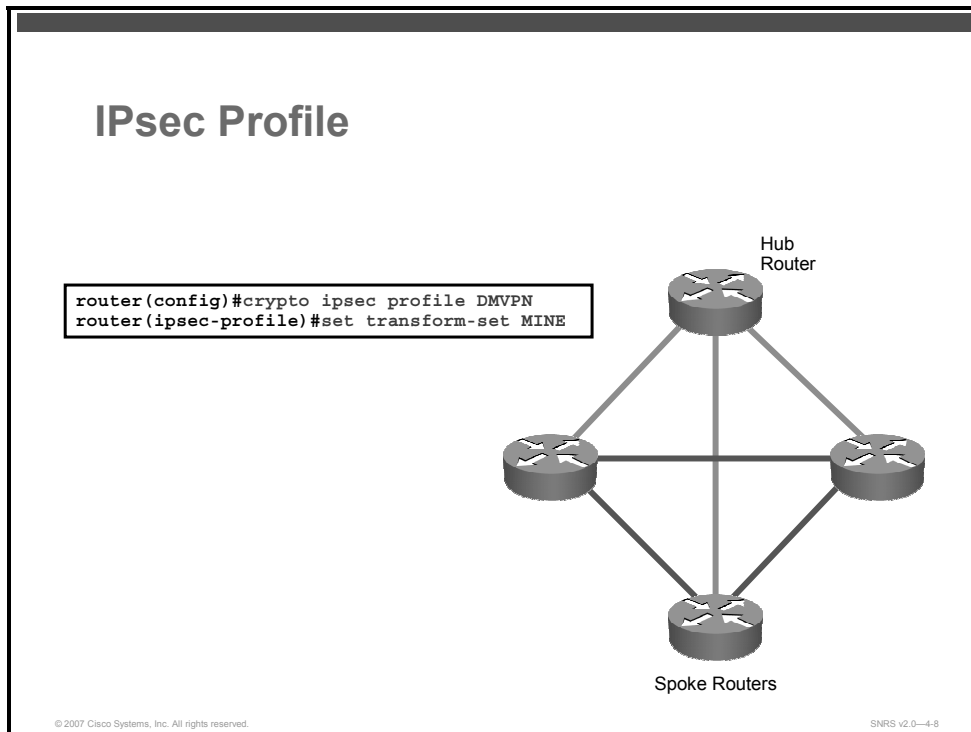 IPsec Profile
Hub
Router
router(config)#crypto ipsec profile DMVPN
router(ipsec-profile)#set transform-set MINE
Spoke Routers
© 2007 Cisco Systems, Inc. All rights reserved.
SNRS v2.0—4-8